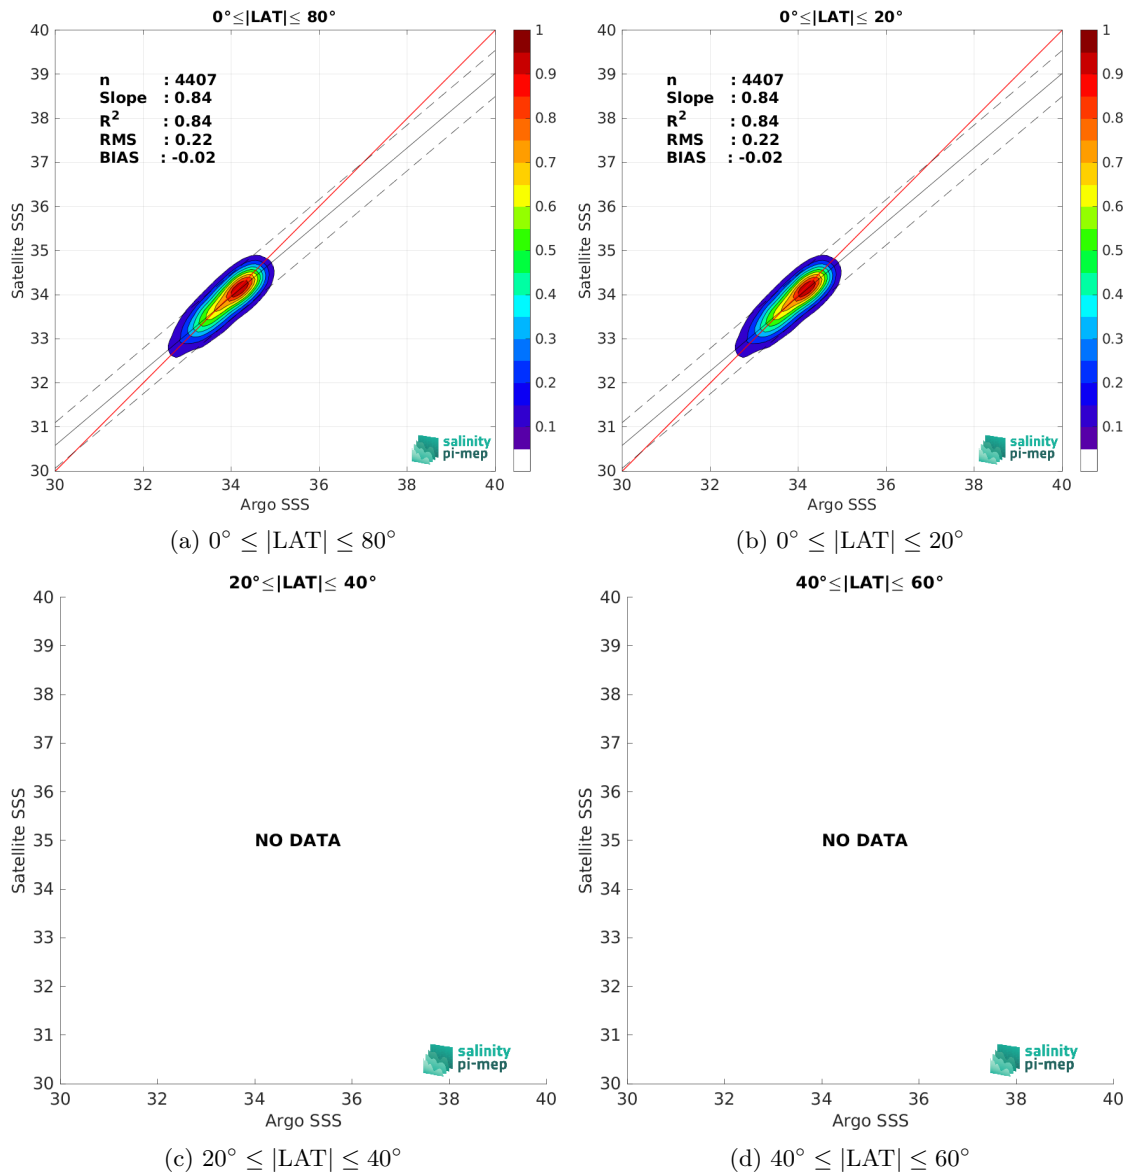 0°≤|LAT|≤ 80°
40
39
38
37
36
35
34
33
32
31
30
Satellite SSS
n : 4407
Slope : 0.84
R² : 0.84
RMS : 0.22
BIAS : -0.02
salinity
pi-mep
30 32 34 36 38 40
Argo SSS
1
0.9
0.8
0.7
0.6
0.5
0.4
0.3
0.2
0.1
(a) 0° ≤ |LAT| ≤ 80°
0°≤|LAT|≤ 20°
40
39
38
37
36
35
34
33
32
31
30
Satellite SSS
n : 4407
Slope : 0.84
R² : 0.84
RMS : 0.22
BIAS : -0.02
salinity
pi-mep
30 32 34 36 38 40
Argo SSS
1
0.9
0.8
0.7
0.6
0.5
0.4
0.3
0.2
0.1
(b) 0° ≤ |LAT| ≤ 20°
20°≤|LAT|≤ 40°
40
39
38
37
36
35
34
33
32
31
30
Satellite SSS
NO DATA
salinity
pi-mep
30 32 34 36 38 40
Argo SSS
(c) 20° ≤ |LAT| ≤ 40°
40°≤|LAT|≤ 60°
40
39
38
37
36
35
34
33
32
31
30
Satellite SSS
NO DATA
salinity
pi-mep
30 32 34 36 38 40
Argo SSS
(d) 40° ≤ |LAT| ≤ 60°